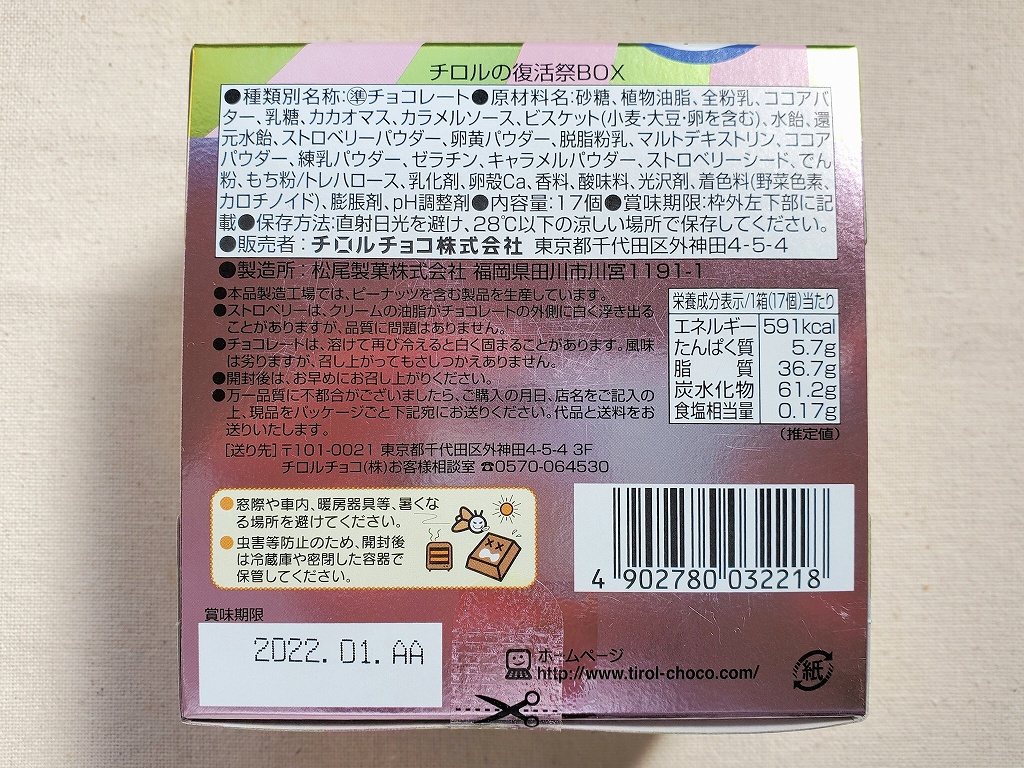 チロルの復活祭BOX
●種類別名称:準チョコレート●原材料名:砂糖、植物油脂、全粉乳、ココアバ
ター、乳糖、カカオマス、カラメルソース、ビスケット(小麦・大豆・卵を含む)、水飴、還
元水飴、ストロベリーパウダー、卵黄パウダー、脱脂粉乳、マルトデキストリン、ココア
パウダー、練乳パウダー、ゼラチン、キャラメルパウダー、ストロベリーシード、でん
粉、もち粉/トレハロース、乳化剤、卵殻Ca、香料、酸味料、光沢剤、着色料(野菜色素、
カロチノイド)、膨脹剤、pH調整剤●内容量:17個●賞味期限:枠外左下部に記
載●保存方法:直射日光を避け、28℃以下の涼しい場所で保存してください。
●販売者:チロルチョコ株式会社 東京都千代田区外神田4-5-4
●製造所:松尾製菓株式会社 福岡県田川市川宮1191-1
●本品製造工場では、ピーナッツを含む製品を生産しています。
●ストロベリーは、クリームの油脂がチョコレートの外側に白く浮き出る
ことがありますが、品質に問題はありません。
●チョコレートは、溶けて再び冷えると白く固まることがあります。風味
は劣りますが、召し上がってもさしつかえありません。
●開封後は、お早めにお召し上がりください。
●万一品質に不都合がございましたら、ご購入の月日、店名をご記入の
上、現品をパッケージごと下記宛にお送りください。代品と送料をお
送りいたします。
[送り先]〒101-0021 東京都千代田区外神田4-5-4 3F
チロルチョコ(株)お客様相談室 ☎0570-064530
栄養成分表示/1箱(17個)当たり
エネルギー 591kcal
たんぱく質 5.7g
脂質 36.7g
炭水化物 61.2g
食塩相当量 0.17g
(推定値)
●窓際や車内、暖房器具等、暑くな
る場所を避けてください。
●虫害等防止のため、開封後
は冷蔵庫や密閉した容器で
保管してください。
4 902780 032218
賞味期限
2022.01.AA
ホームページ
http://www.tirol-choco.com/
紙